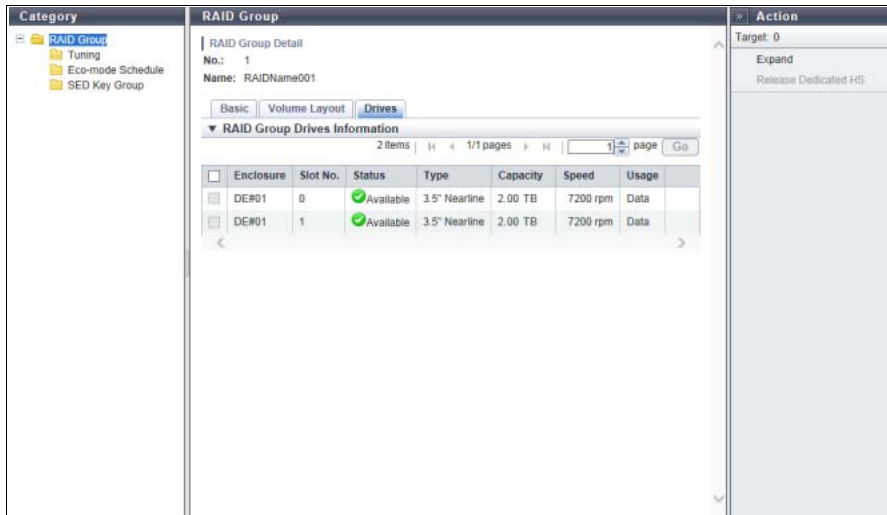 Category
RAID Group
Tuning
Eco-mode Schedule
SED Key Group
RAID Group
RAID Group Detail
No.: 1
Name: RAIDName001
Basic Volume Layout Drives
▼ RAID Group Drives Information
2 items 1/1 pages 1 page Go
Enclosure Slot No. Status Type Capacity Speed Usage
DE#01 0 Available 3.5" Nearline 2.00 TB 7200 rpm Data
DE#01 1 Available 3.5" Nearline 2.00 TB 7200 rpm Data
» Action
Target: 0
Expand
Release Dedicated HS